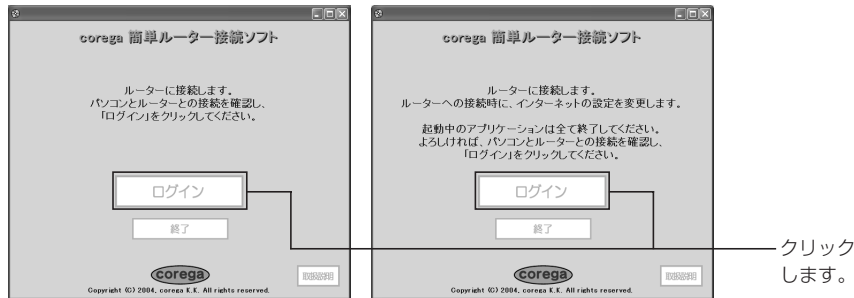 corega 簡単ルーター接続ソフト
ルーターに接続します。
パソコンとルーターとの接続を確認し、
「ログイン」をクリックしてください。
ログイン
終了
corega
取扱説明
Copyright (C) 2004, corega K.K. All rights reserved.
corega 簡単ルーター接続ソフト
ルーターに接続します。
ルーターへの接続時に、インターネットの設定を変更します。
起動中のアプリケーションは全て終了してください。
よろしければ、パソコンとルーターとの接続を確認し、
「ログイン」をクリックしてください。
ログイン
終了
corega
取扱説明
Copyright (C) 2004, corega K.K. All rights reserved.
クリック
します。